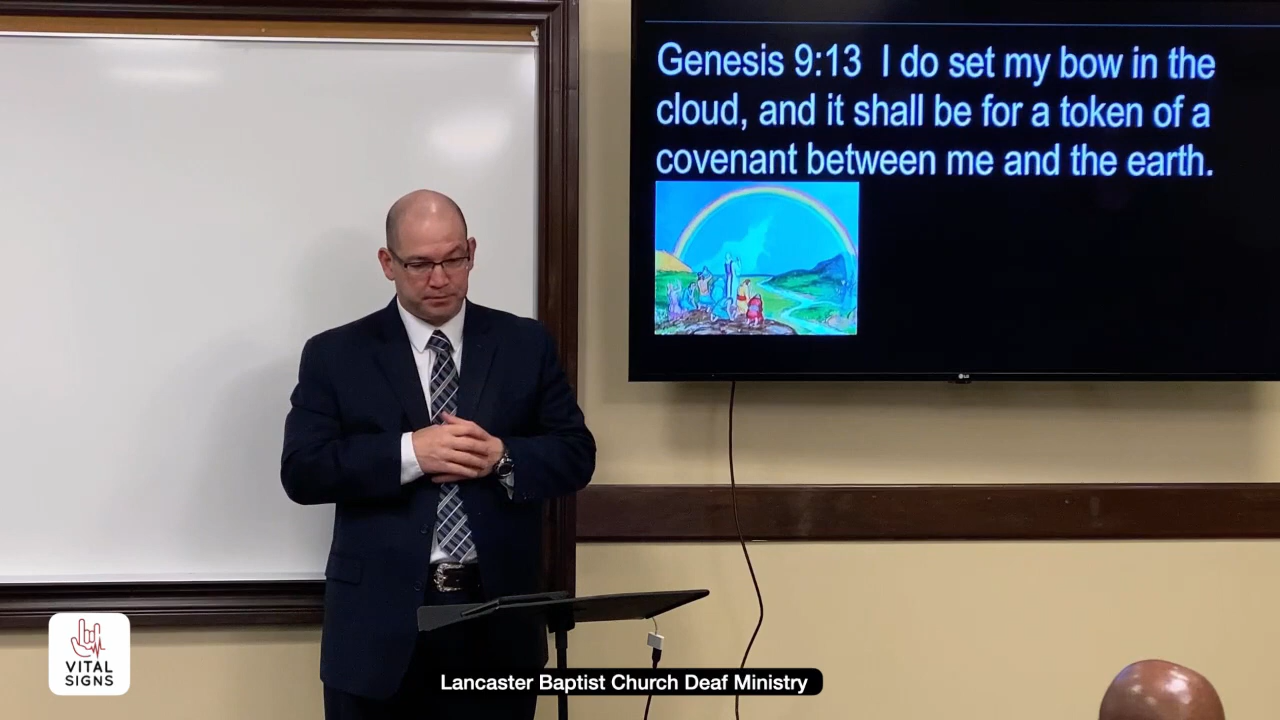 Genesis 9:13 I do set my bow in the
cloud, and it shall be for a token of a
covenant between me and the earth.
LG
VITAL
SIGNS
Lancaster Baptist Church Deaf Ministry